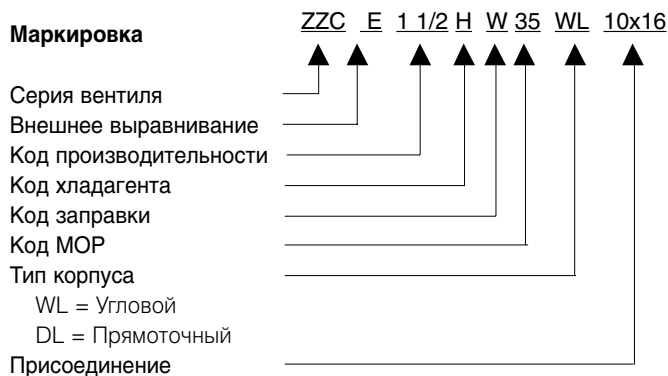 Маркировка ZZC E 1 1/2 H W 35 WL 10x16
Серия вентиля
Внешнее выравнивание
Код производительности
Код хладагента
Код заправки
Код МОР
Тип корпуса
WL = Угловой
DL = Прямоточный
Присоединение